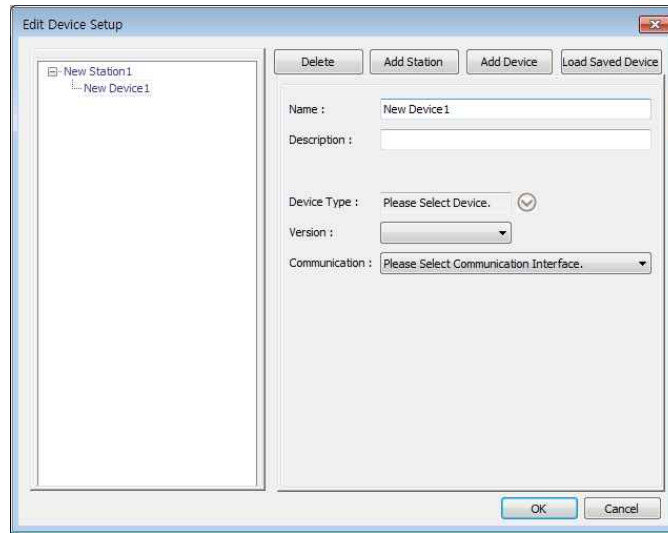 Edit Device Setup
New Station1
New Device1
Delete
Add Station
Add Device
Load Saved Device
Name :
New Device1
Description :
Device Type :
Please Select Device.
Version :
Communication :
Please Select Communication Interface.
OK
Cancel